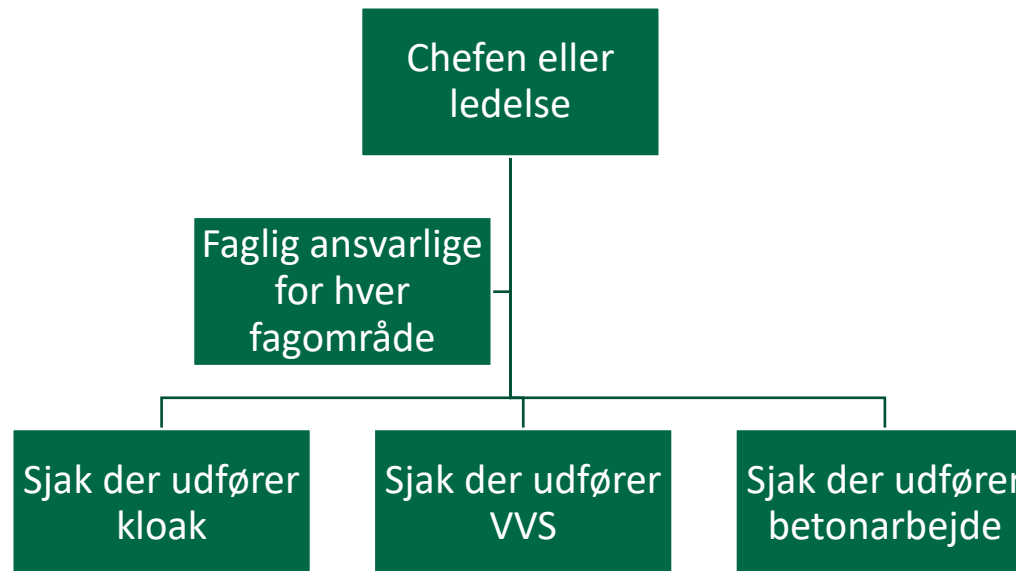 Chefen eller
ledelse
Faglig ansvarlige
for hver
fagområde
Sjak der udfører
kloak
Sjak der udfører
VVS
Sjak der udfører
betonarbejde